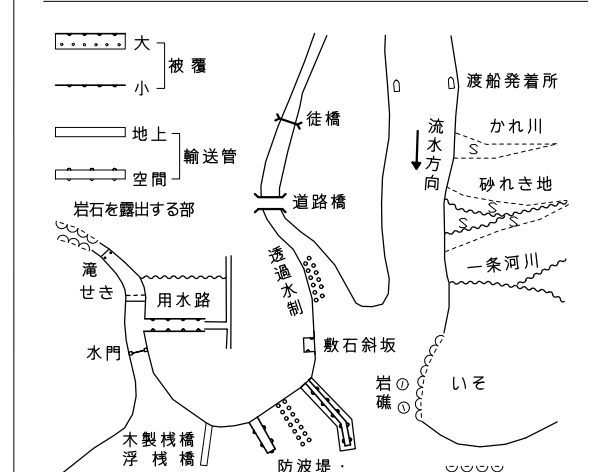 大
被覆
小
地上
輸送管
空間
岩石を露出する部
滝
せき
用水路
水門
木製桟橋
浮桟橋
徒橋
道路橋
透過水制
敷石斜坂
防波堤・
渡船発着所
流水方向
かれ川
S
砂れき地
S
S
S
一条河川
岩礁
いそ